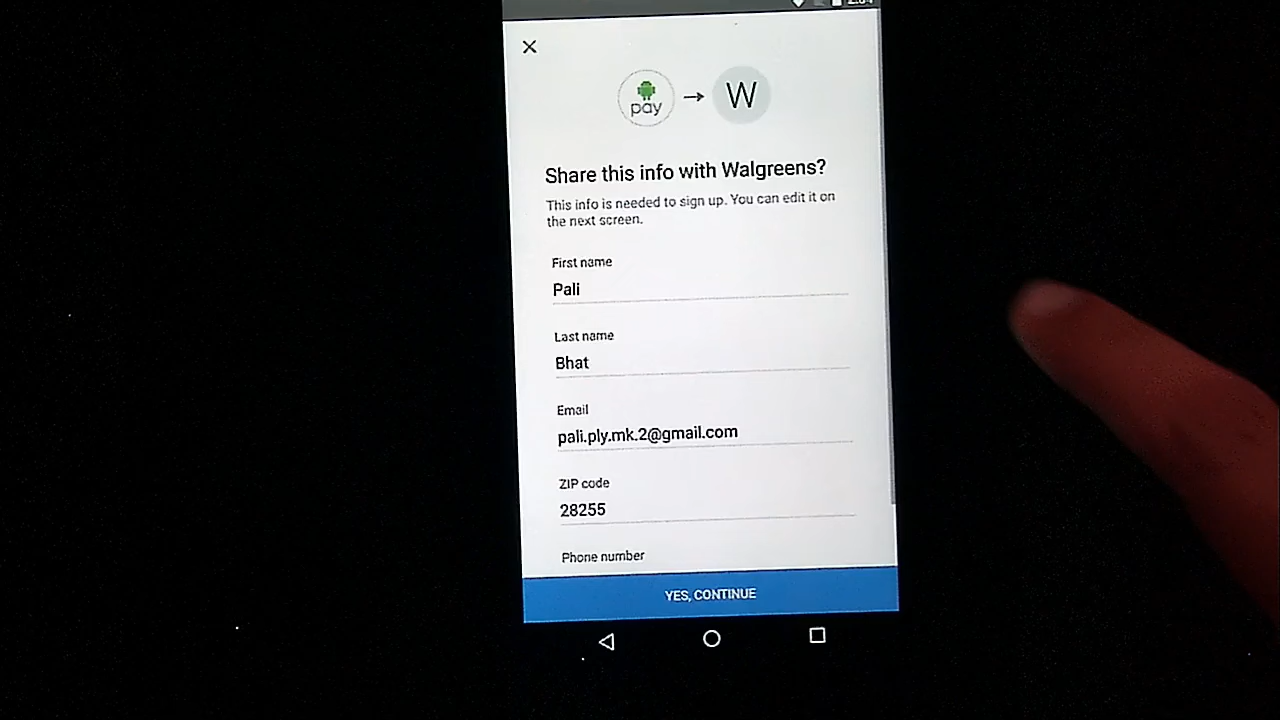 pay
W
Share this info with Walgreens?
This info is needed to sign up. You can edit it on
the next screen.
First name
Pali
Last name
Bhat
Email
pali.ply.mk.2@gmail.com
ZIP code
28255
Phone number
YES, CONTINUE